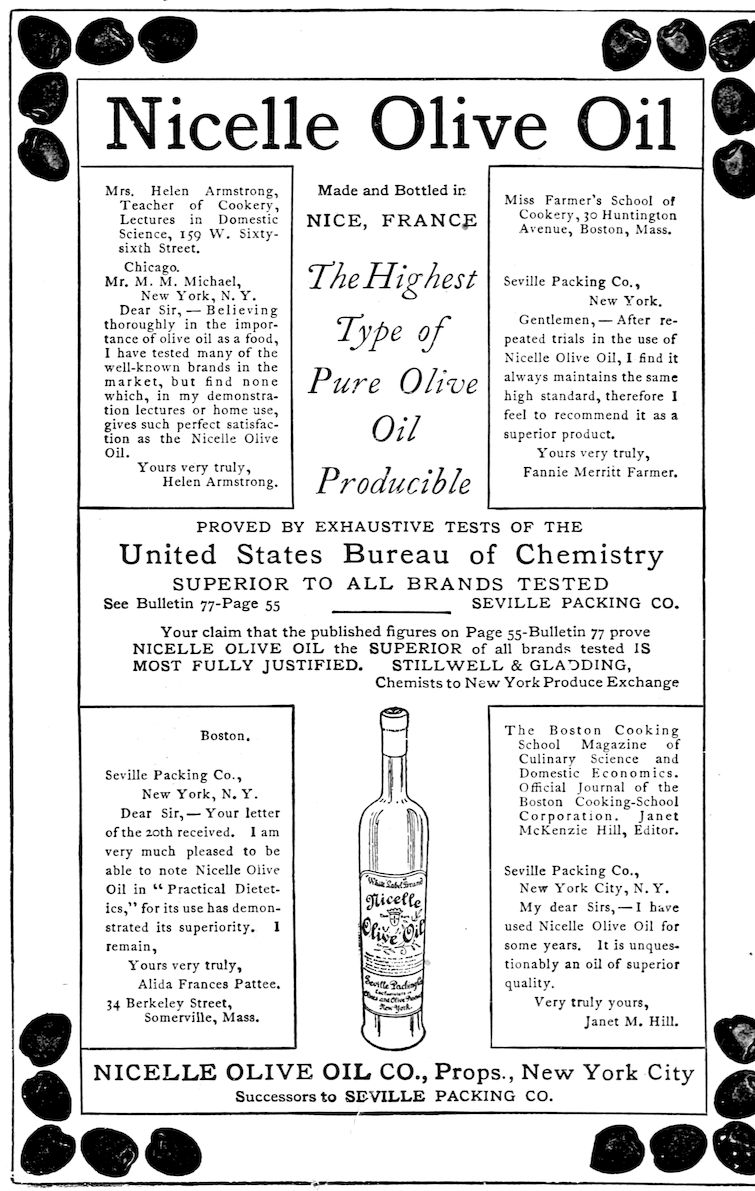 Nicelle Olive Oil
Mrs. Helen Armstrong,
Teacher of Cookery,
Lectures in Domestic
Science, 159 W. Sixty-
sixth Street.
Chicago.
Mr. M. M. Michael,
New York, N. Y.
Dear Sir, — Believing
thoroughly in the impor-
tance of olive oil as a food,
I have tested many of the
well-known brands in the
market, but find none
which, in my demonstra-
tion lectures or home use,
gives such perfect satisfac-
tion as the Nicelle Olive
Oil.
Yours very truly,
Helen Armstrong.
Made and Bottled in
NICE, FRANCE
The Highest
Type of
Pure Olive
Oil
Producible
Miss Farmer's School of
Cookery, 30 Huntington
Avenue, Boston, Mass.
Seville Packing Co.,
New York.
Gentlemen, — After re-
peated trials in the use of
Nicelle Olive Oil, I find it
always maintains the same
high standard, therefore I
feel to recommend it as a
superior product.
Yours very truly,
Fannie Merritt Farmer.
PROVED BY EXHAUSTIVE TESTS OF THE
United States Bureau of Chemistry
SUPERIOR TO ALL BRANDS TESTED
See Bulletin 77-Page 55 SEVILLE PACKING CO.
Your claim that the published figures on Page 55-Bulletin 77 prove
NICELLE OLIVE OIL the SUPERIOR of all brands tested IS
MOST FULLY JUSTIFIED. STILLWELL & GLADDING,
Chemists to New York Produce Exchange
Boston.
Seville Packing Co.,
New York, N. Y.
Dear Sir, — Your letter
of the 20th received. I am
very much pleased to be
able to note Nicelle Olive
Oil in "Practical Dietet-
ics," for its use has demon-
strated its superiority. I
remain,
Yours very truly,
Alida Frances Pattee.
34 Berkeley Street,
Somerville, Mass.
White Label Brand
Nicelle
Olive Oil
Seville Packing Co.
New York.
The Boston Cooking
School Magazine of
Culinary Science and
Domestic Economics.
Official Journal of the
Boston Cooking-School
Corporation. Janet
McKenzie Hill, Editor.
Seville Packing Co.,
New York City, N. Y.
My dear Sirs, — I have
used Nicelle Olive Oil for
some years. It is unques-
tionably an oil of superior
quality.
Very truly yours,
Janet M. Hill.
NICELLE OLIVE OIL CO., Props., New York City
Successors to SEVILLE PACKING CO.